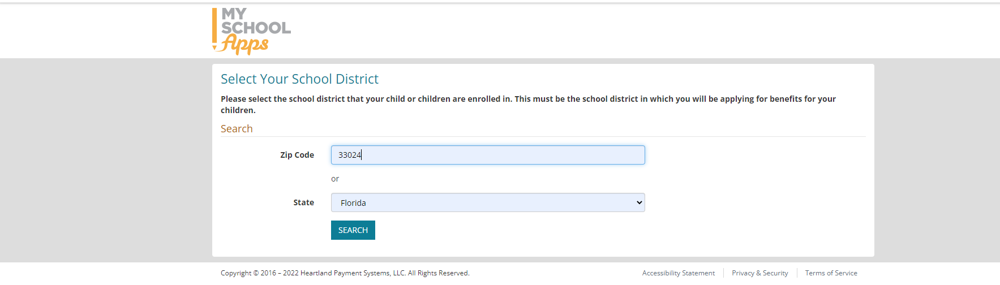 MY
SCHOOL
Apps
Select Your School District
Please select the school district that your child or children are enrolled in. This must be the school district in which you will be applying for benefits for your
children.
Search
Zip Code 33024
or
State Florida
SEARCH
Copyright © 2016 – 2022 Heartland Payment Systems, LLC. All Rights Reserved. Accessibility Statement Privacy & Security Terms of Service